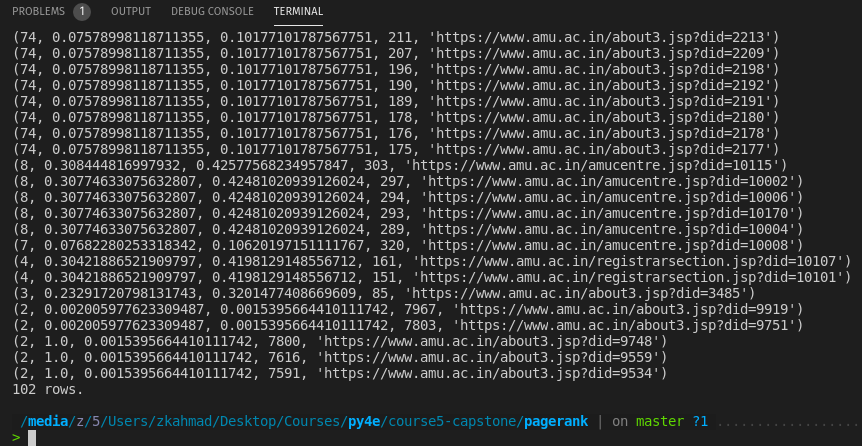 PROBLEMS 1 OUTPUT DEBUG CONSOLE TERMINAL
(74, 0.07578998118711355, 0.10177101787567751, 211, 'https://www.amu.ac.in/about3.jsp?did=2213')
(74, 0.07578998118711355, 0.10177101787567751, 207, 'https://www.amu.ac.in/about3.jsp?did=2209')
(74, 0.07578998118711355, 0.10177101787567751, 196, 'https://www.amu.ac.in/about3.jsp?did=2198')
(74, 0.07578998118711355, 0.10177101787567751, 190, 'https://www.amu.ac.in/about3.jsp?did=2192')
(74, 0.07578998118711355, 0.10177101787567751, 189, 'https://www.amu.ac.in/about3.jsp?did=2191')
(74, 0.07578998118711355, 0.10177101787567751, 178, 'https://www.amu.ac.in/about3.jsp?did=2180')
(74, 0.07578998118711355, 0.10177101787567751, 176, 'https://www.amu.ac.in/about3.jsp?did=2178')
(74, 0.07578998118711355, 0.10177101787567751, 175, 'https://www.amu.ac.in/about3.jsp?did=2177')
(8, 0.308444816997932, 0.42577568234957847, 303, 'https://www.amu.ac.in/amucentre.jsp?did=10115')
(8, 0.30774633075632807, 0.42481020939126024, 297, 'https://www.amu.ac.in/amucentre.jsp?did=10002')
(8, 0.30774633075632807, 0.42481020939126024, 294, 'https://www.amu.ac.in/amucentre.jsp?did=10006')
(8, 0.30774633075632807, 0.42481020939126024, 293, 'https://www.amu.ac.in/amucentre.jsp?did=10170')
(8, 0.30774633075632807, 0.42481020939126024, 289, 'https://www.amu.ac.in/amucentre.jsp?did=10004')
(7, 0.07682280253318342, 0.10620197151111767, 320, 'https://www.amu.ac.in/amucentre.jsp?did=10008')
(4, 0.30421886521909797, 0.4198129148556712, 161, 'https://www.amu.ac.in/registrarsection.jsp?did=10107')
(4, 0.30421886521909797, 0.4198129148556712, 151, 'https://www.amu.ac.in/registrarsection.jsp?did=10101')
(3, 0.23291720798131743, 0.3201477408669609, 85, 'https://www.amu.ac.in/about3.jsp?did=3485')
(2, 0.002005977623309487, 0.0015395664410111742, 7967, 'https://www.amu.ac.in/about3.jsp?did=9919')
(2, 0.002005977623309487, 0.0015395664410111742, 7803, 'https://www.amu.ac.in/about3.jsp?did=9751')
(2, 1.0, 0.0015395664410111742, 7800, 'https://www.amu.ac.in/about3.jsp?did=9748')
(2, 1.0, 0.0015395664410111742, 7616, 'https://www.amu.ac.in/about3.jsp?did=9559')
(2, 1.0, 0.0015395664410111742, 7591, 'https://www.amu.ac.in/about3.jsp?did=9534')
102 rows.
/media/z/5/Users/zkahmad/Desktop/Courses/py4e/course5-capstone/pagerank | on master ?1 ..................
>